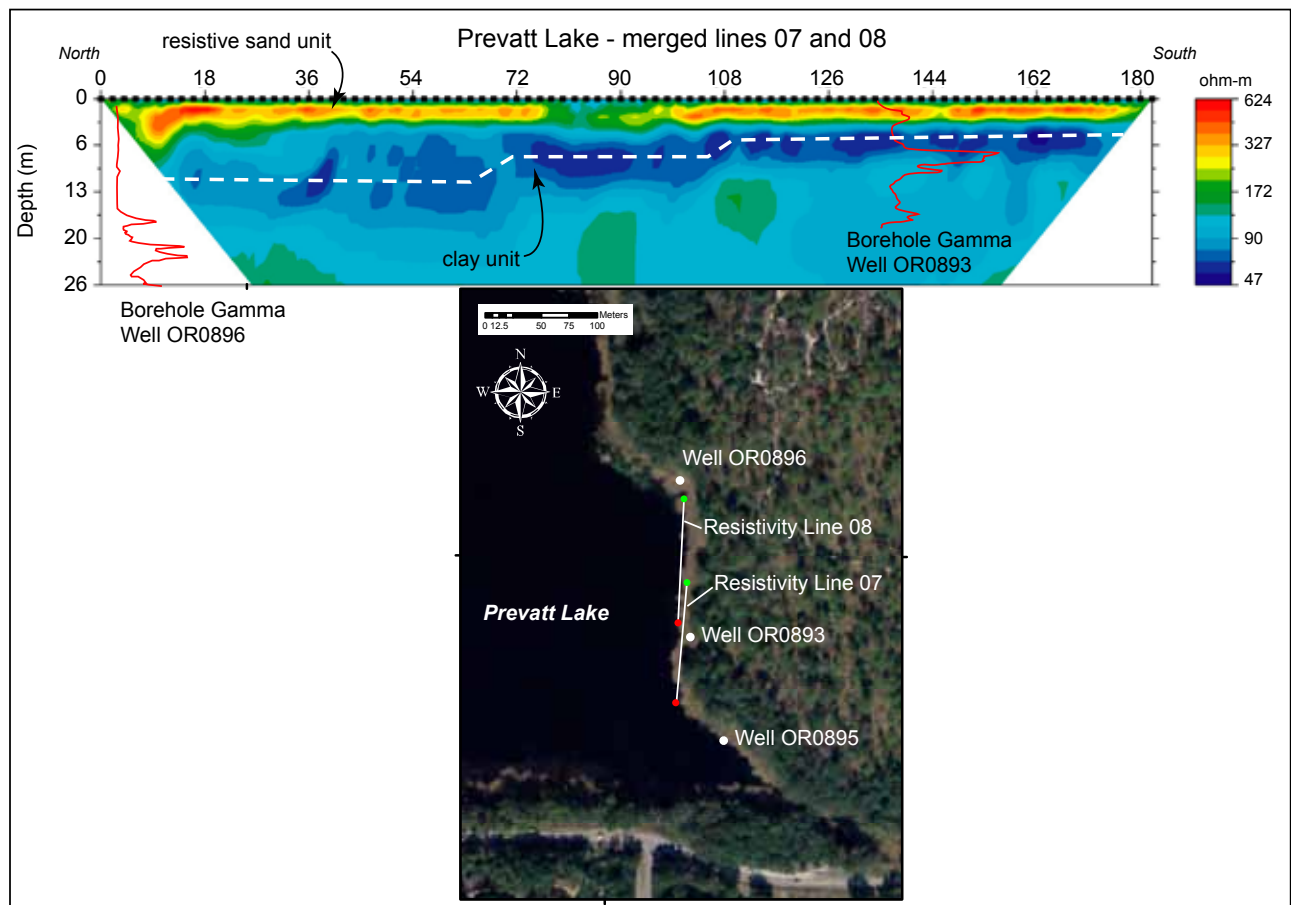 Prevatt Lake - merged lines 07 and 08
resistive sand unit
North
South
0 18 36 54 72 90 108 126 144 162 180
ohm-m
Depth (m)
0
6
13
20
26
624
327
172
90
47
clay unit
Borehole Gamma
Well OR0893
Borehole Gamma
Well OR0896
Meters
0 12.5 50 75 100
N
W E
S
Well OR0896
Resistivity Line 08
Resistivity Line 07
Prevatt Lake
Well OR0893
Well OR0895